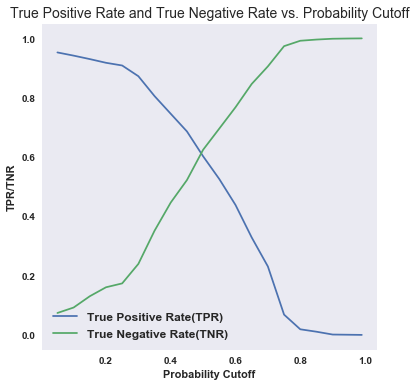 True Positive Rate and True Negative Rate vs. Probability Cutoff
TPR/TNR
1.0
0.8
0.6
0.4
0.2
0.0
True Positive Rate(TPR)
True Negative Rate(TNR)
0.2 0.4 0.6 0.8 1.0
Probability Cutoff